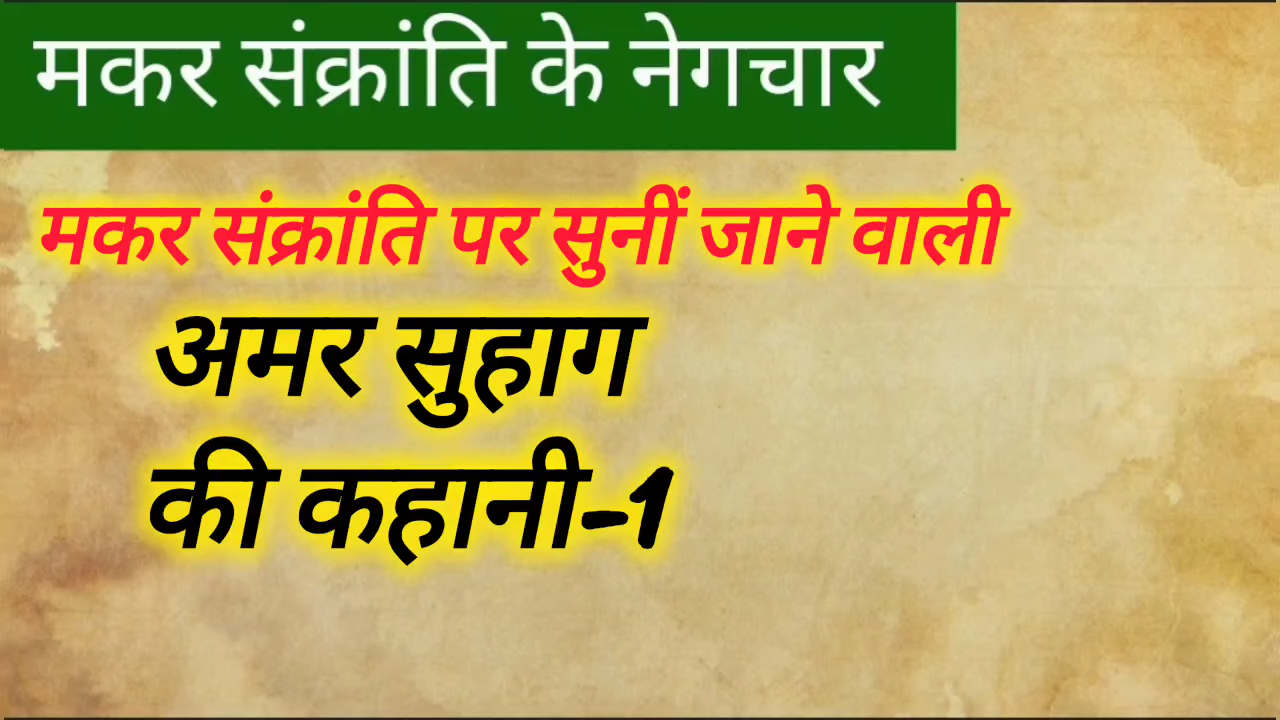 मकर संक्रांति के नेगचार
मकर संक्रांति पर सुनीं जाने वाली
अमर सुहाग
की कहानी-1